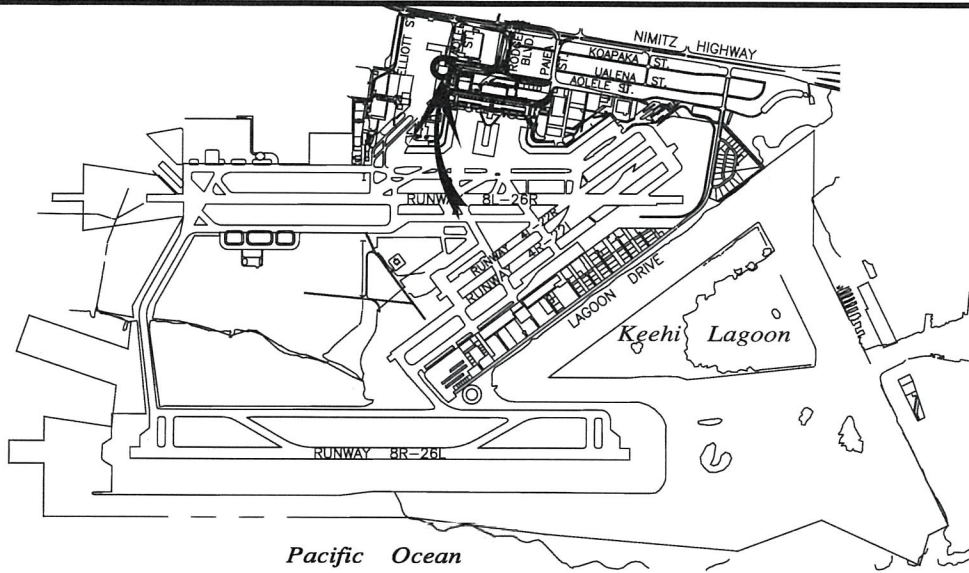 NIMITZ HIGHWAY
ELLIOTT S
ST.
BLVD
PAIEA ST.
KOAPAKA ST.
UALENA ST.
AOLELE ST.
RUNWAY 8L-26R
RUNWAY 4L-22R
RUNWAY 4R-22L
LAGOON DRIVE
Keehi Lagoon
RUNWAY 8R-26L
Pacific Ocean